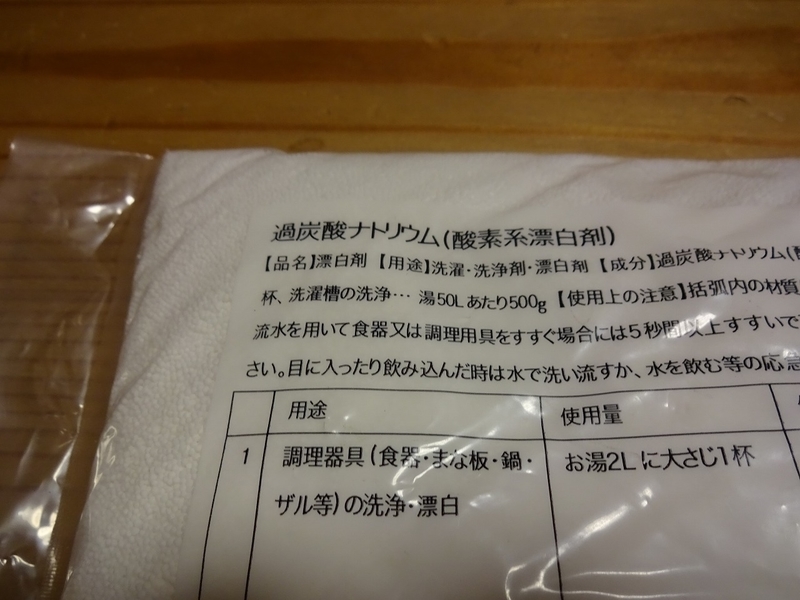 過炭酸ナトリウム(酸素系漂白剤)
【品名】漂白剤 【用途】洗濯・洗浄剤・漂白剤 【成分】過炭酸ナトリウム(
杯、洗濯槽の洗浄… 湯50Lあたり500g 【使用上の注意】括弧内の材質
流水を用いて食器又は調理用具をすすぐ場合には5秒間以上すすいで
さい。目に入ったり飲み込んだ時は水で洗い流すか、水を飲む等の応急
用途 使用量
1 調理器具(食器・まな板・鍋・ お湯2Lに大さじ1杯
ザル等)の洗浄・漂白